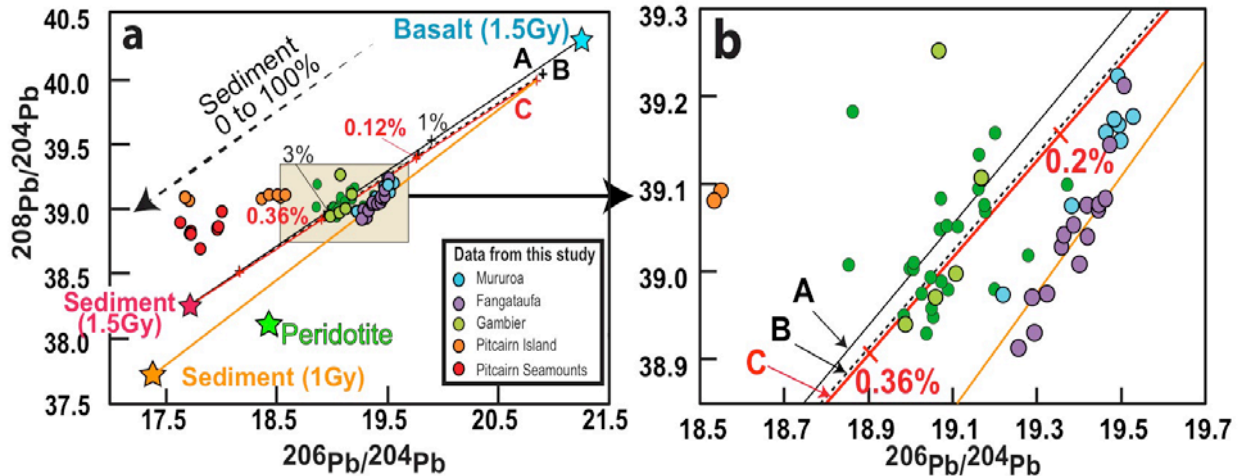 a
40.5
40.0
39.5
39.0
38.5
38.0
37.5
208Pb/204Pb
Sediment
0 to 100%
Basalt (1.5Gy)
A
B
C
1%
0.12%
3%
0.36%
Sediment
(1.5Gy)
Peridotite
Sediment (1Gy)
Data from this study
Mururoa
Fangataufa
Gambier
Pitcairn Island
Pitcairn Seamounts
17.5 18.5 19.5 20.5 21.5
206Pb/204Pb
b
39.3
39.2
39.1
39.0
38.9
0.2%
A
B
C
0.36%
18.5 18.7 18.9 19.1 19.3 19.5 19.7
206Pb/204Pb